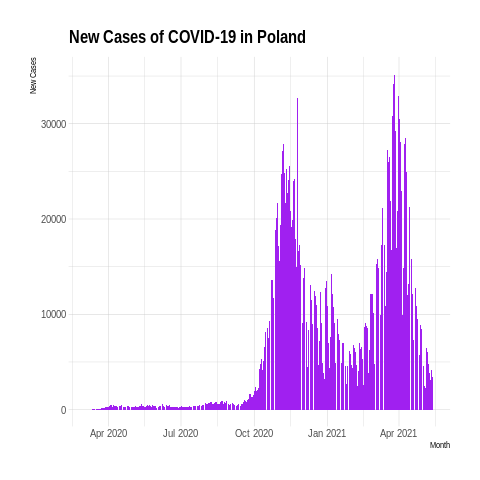 New Cases of COVID-19 in Poland
New Cases
30000
20000
10000
0
Apr 2020 Jul 2020 Oct 2020 Jan 2021 Apr 2021
Month